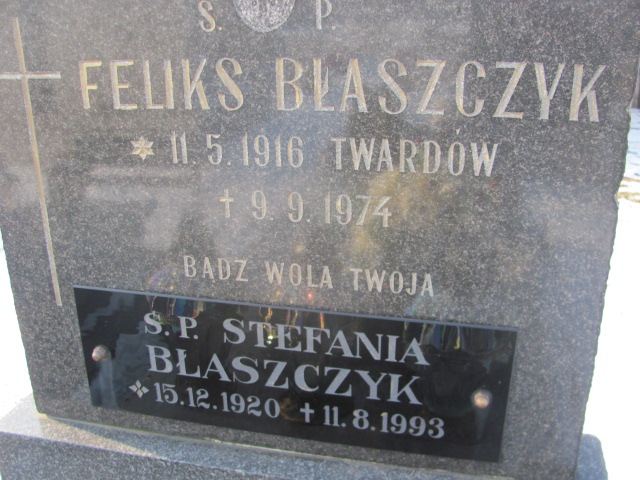 S. P.
FELIKS BŁASZCZYK
11.5.1916 TWARDÓW
† 9.9.1974
BĄDZ WOLA TWOJA
S.P. STEFANIA
BŁASZCZYK
15.12.1920 † 11.8.1993